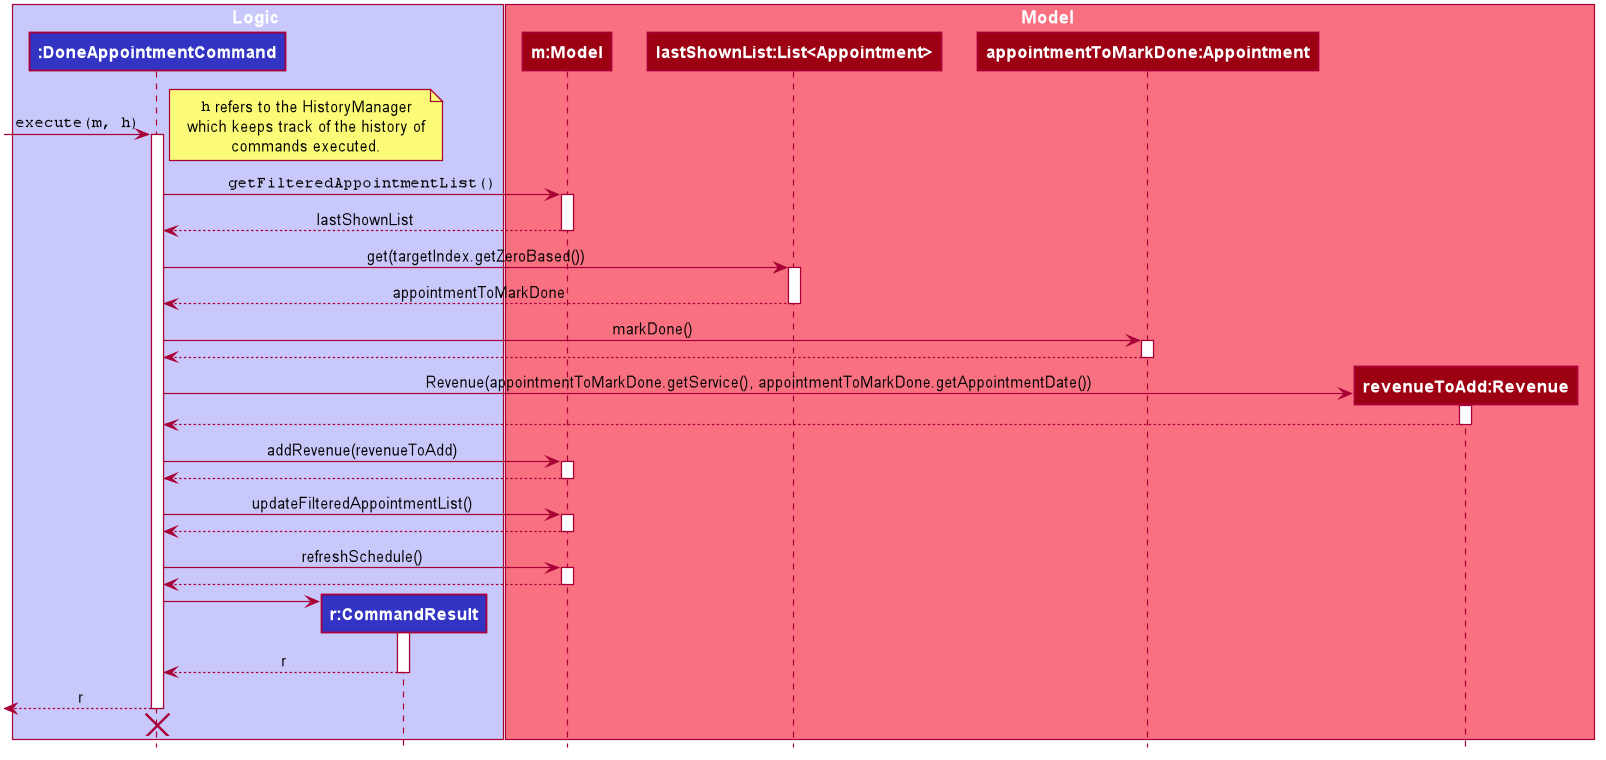 Logic
Model
:DoneAppointmentCommand
m:Model
lastShownList:List<Appointment>
appointmentToMarkDone:Appointment
h refers to the HistoryManager
which keeps track of the history of
commands executed.
execute(m, h)
getFilteredAppointmentList()
lastShownList
get(targetIndex.getZeroBased())
appointmentToMarkDone
markDone()
Revenue(appointmentToMarkDone.getService(), appointmentToMarkDone.getAppointmentDate())
revenueToAdd:Revenue
addRevenue(revenueToAdd)
updateFilteredAppointmentList()
refreshSchedule()
r:CommandResult
r
r